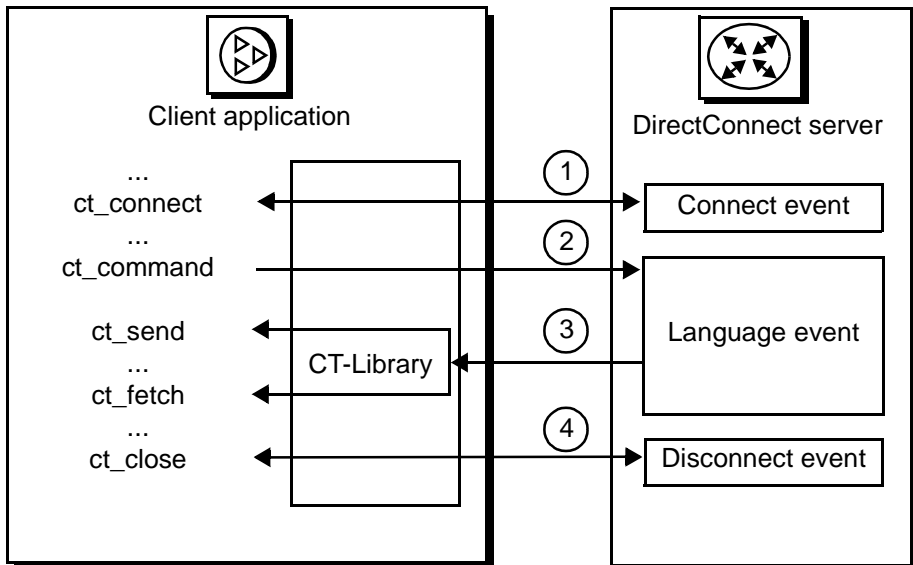 Client application
...
ct_connect
...
ct_command
ct_send
...
ct_fetch
...
ct_close
CT-Library
1
2
3
4
DirectConnect server
Connect event
Language event
Disconnect event